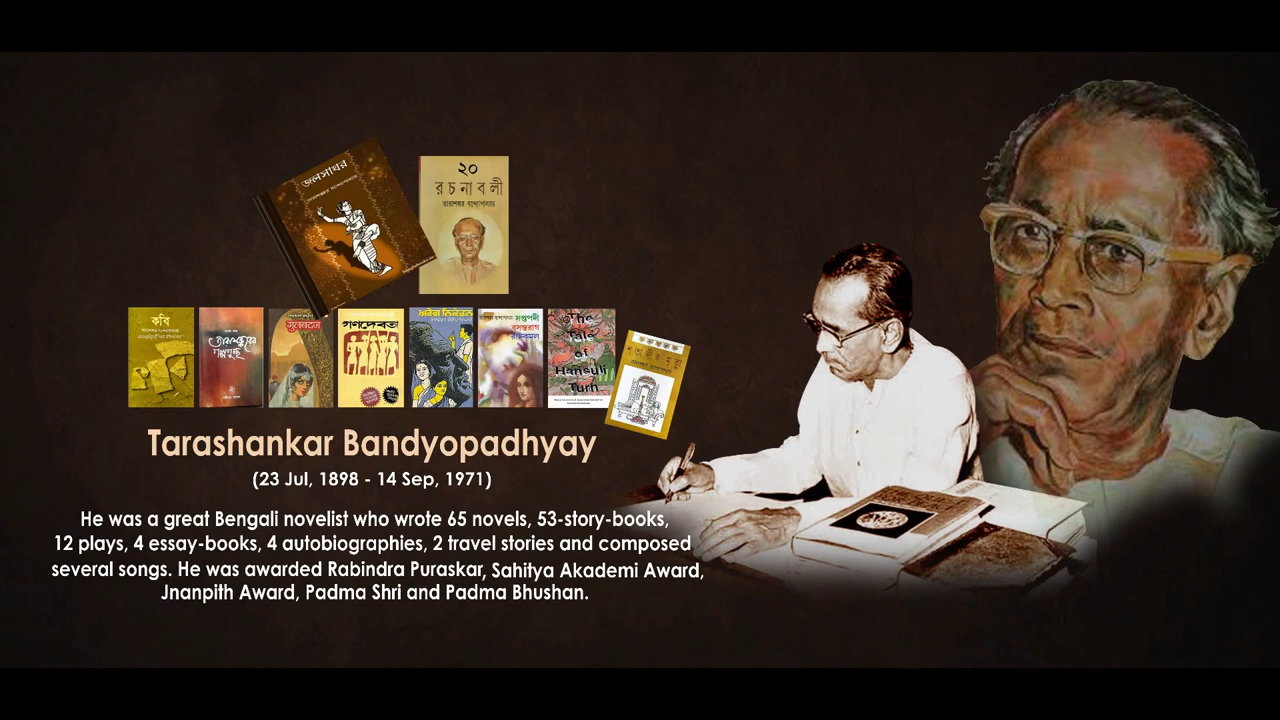 জলসাঘর
২০
রচনাবলী
তারাশঙ্কর বন্দ্যোপাধ্যায়
কবি
গণদেবতা
সপ্তপদী
The
Tale
of
Hansuli
Turn
Tarashankar Bandyopadhyay
(23 Jul, 1898 - 14 Sep, 1971)
He was a great Bengali novelist who wrote 65 novels, 53-story-books,
12 plays, 4 essay-books, 4 autobiographies, 2 travel stories and composed
several songs. He was awarded Rabindra Puraskar, Sahitya Akademi Award,
Jnanpith Award, Padma Shri and Padma Bhushan.